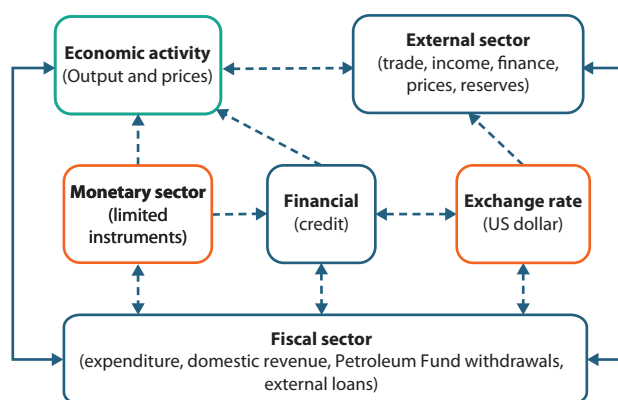 Economic activity
(Output and prices)
External sector
(trade, income, finance,
prices, reserves)
Monetary sector
(limited
instruments)
Financial
(credit)
Exchange rate
(US dollar)
Fiscal sector
(expenditure, domestic revenue, Petroleum Fund withdrawals,
external loans)